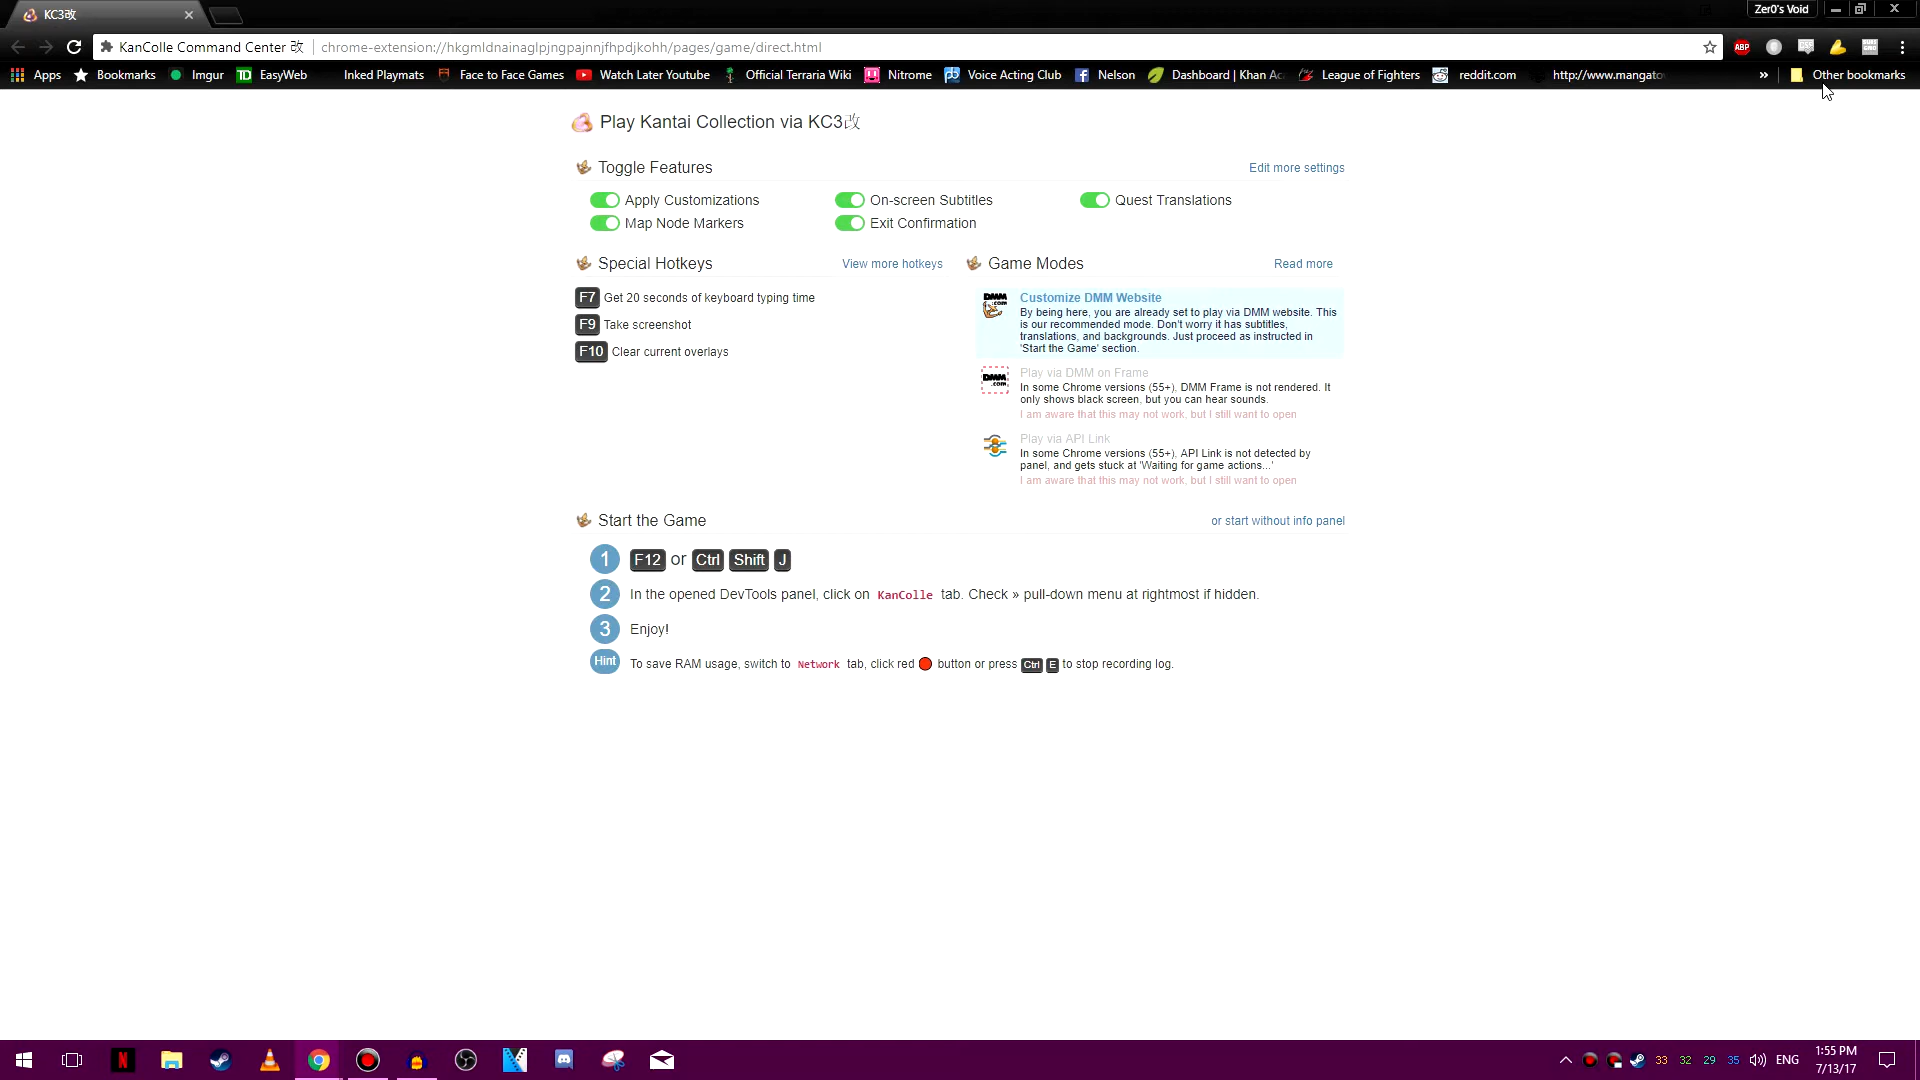 KC3改
Zer0's Void
KanCollle Command Center 改 chrome-extension://hkgmldnainaglpjngpajnnjfhpdjkohh/pages/game/direct.html
ABP
Apps Bookmarks Imgur EasyWeb Inked Playmats Face to Face Games Watch Later Youtube Official Terraria Wiki Nitrome Voice Acting Club Nelson Dashboard | Khan Ac League of Fighters reddit.com http://www.mangato » Other bookmarks
Play Kantai Collection via KC3改
Toggle Features Edit more settings
Apply Customizations On-screen Subtitles Quest Translations
Map Node Markers Exit Confirmation
Special Hotkeys View more hotkeys Game Modes Read more
F7 Get 20 seconds of keyboard typing time
F9 Take screenshot
F10 Clear current overlays
DMM .com
Customize DMM Website
By being here, you are already set to play via DMM website. This
is our recommended mode. Don't worry it has subtitles,
translations, and backgrounds. Just proceed as instructed in
'Start the Game' section.
DMM .com
Play via DMM on Frame
In some Chrome versions (55+), DMM Frame is not rendered. It
only shows black screen, but you can hear sounds.
I am aware that this may not work, but I still want to open
Play via API Link
In some Chrome versions (55+), API Link is not detected by
panel, and gets stuck at 'Waiting for game actions...'
I am aware that this may not work, but I still want to open
Start the Game or start without info panel
1 F12 or Ctrl Shift J
2 In the opened DevTools panel, click on KanColle tab. Check » pull-down menu at rightmost if hidden.
3 Enjoy!
Hint To save RAM usage, switch to Network tab, click red button or press Ctrl E to stop recording log.
33 32 29 35 ENG 1:55 PM
7/13/17